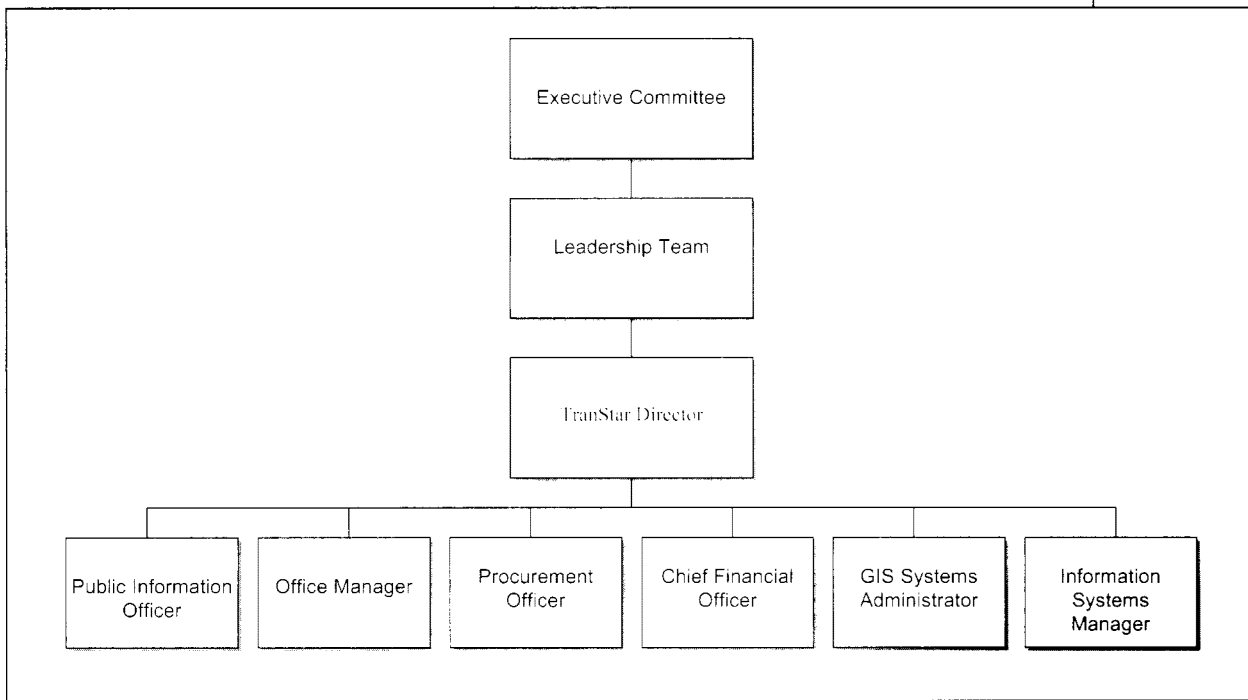 Executive Committee
Leadership Team
TranStar Director
Public Information
Officer
Office Manager
Procurement
Officer
Chief Financial
Officer
GIS Systems
Administrator
Information
Systems
Manager